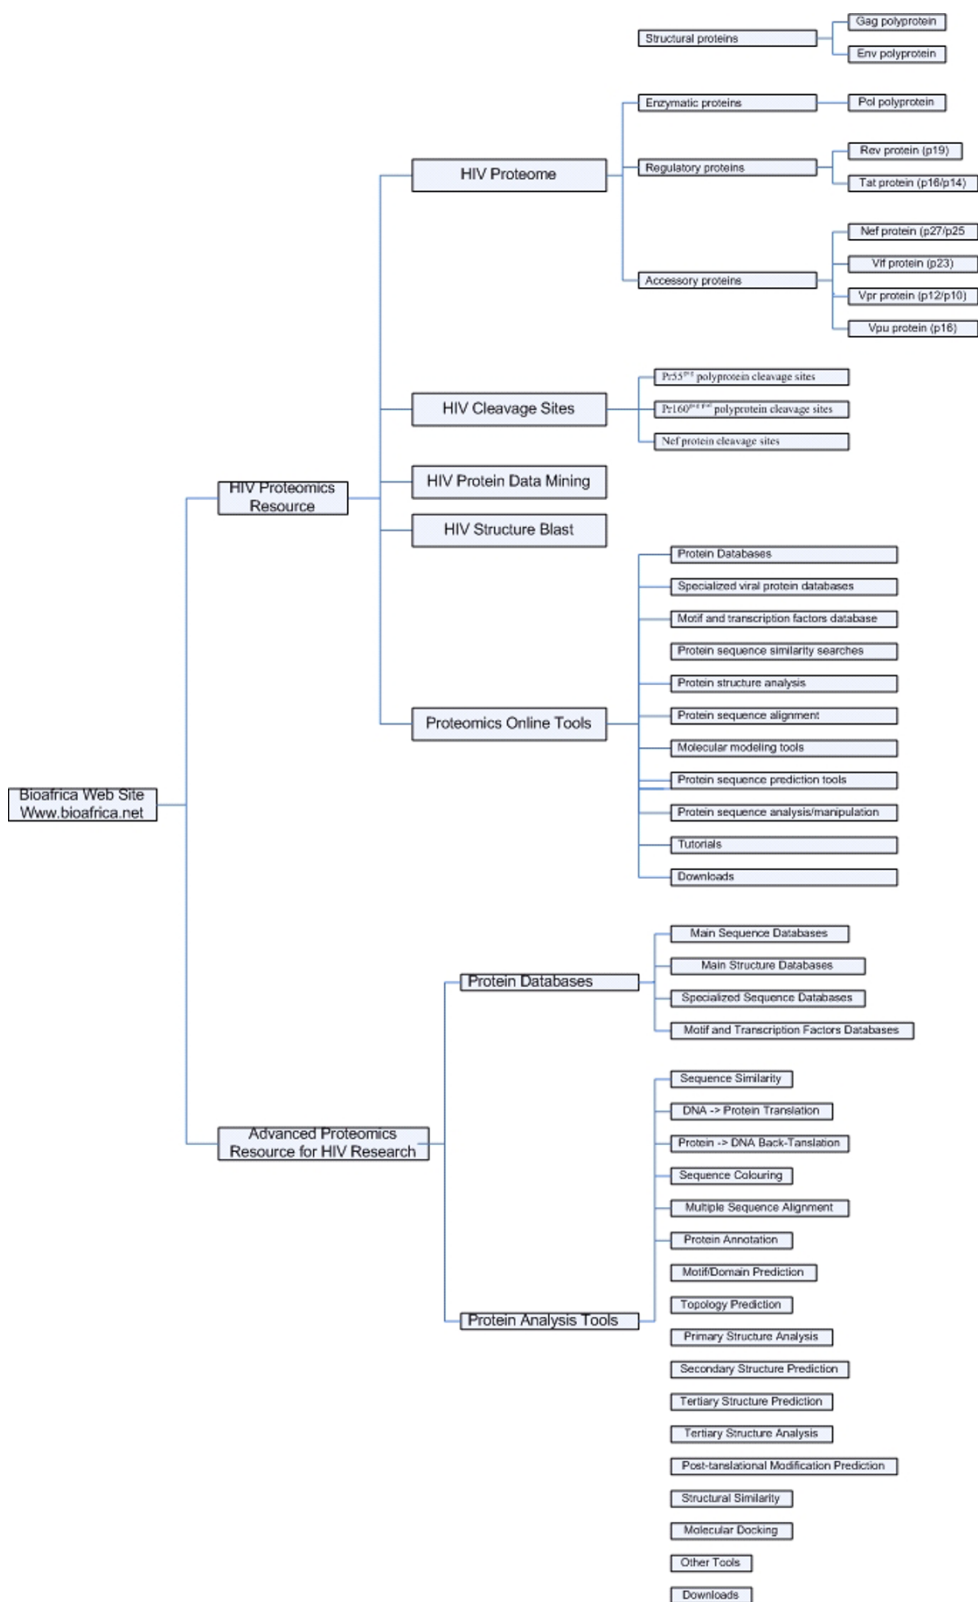 Gag polyprotein
Structural proteins
Env polyprotein
Enzymatic proteins
Pol polyprotein
Rev protein (p19)
HIV Proteome
Regulatory proteins
Tat protein (p16/p14)
Nef protein (p27/p25
Vif protein (p23)
Accessory proteins
Vpr protein (p12/p10)
Vpu protein (p16)
Pr55gag polyprotein cleavage sites
HIV Cleavage Sites
Pr160 polyprotein cleavage sites
Nef protein cleavage sites
HIV Protein Data Mining
HIV Proteomics
Resource
HIV Structure Blast
Protein Databases
Specialized viral protein databases
Motif and transcription factors database
Protein sequence similarity searches
Protein structure analysis
Proteomics Online Tools
Protein sequence alignment
Molecular modeling tools
Protein sequence prediction tools
Bioafrica Web Site
Www.bioafrica.net
Protein sequence analysis/manipulation
Tutorials
Downloads
Main Sequence Databases
Main Structure Databases
Protein Databases
Specialized Sequence Databases
Motif and Transcription Factors Databases
Sequence Similarity
DNA -> Protein Translation
Advanced Proteomics
Resource for HIV Research
Protein -> DNA Back-Tanslation
Sequence Colouring
Multiple Sequence Alignment
Protein Annotation
Motif/Domain Prediction
Topology Prediction
Protein Analysis Tools
Primary Structure Analysis
Secondary Structure Prediction
Tertiary Structure Prediction
Tertiary Structure Analysis
Post-tanslational Modification Prediction
Structural Similarity
Molecular Docking
Other Tools
Downloads